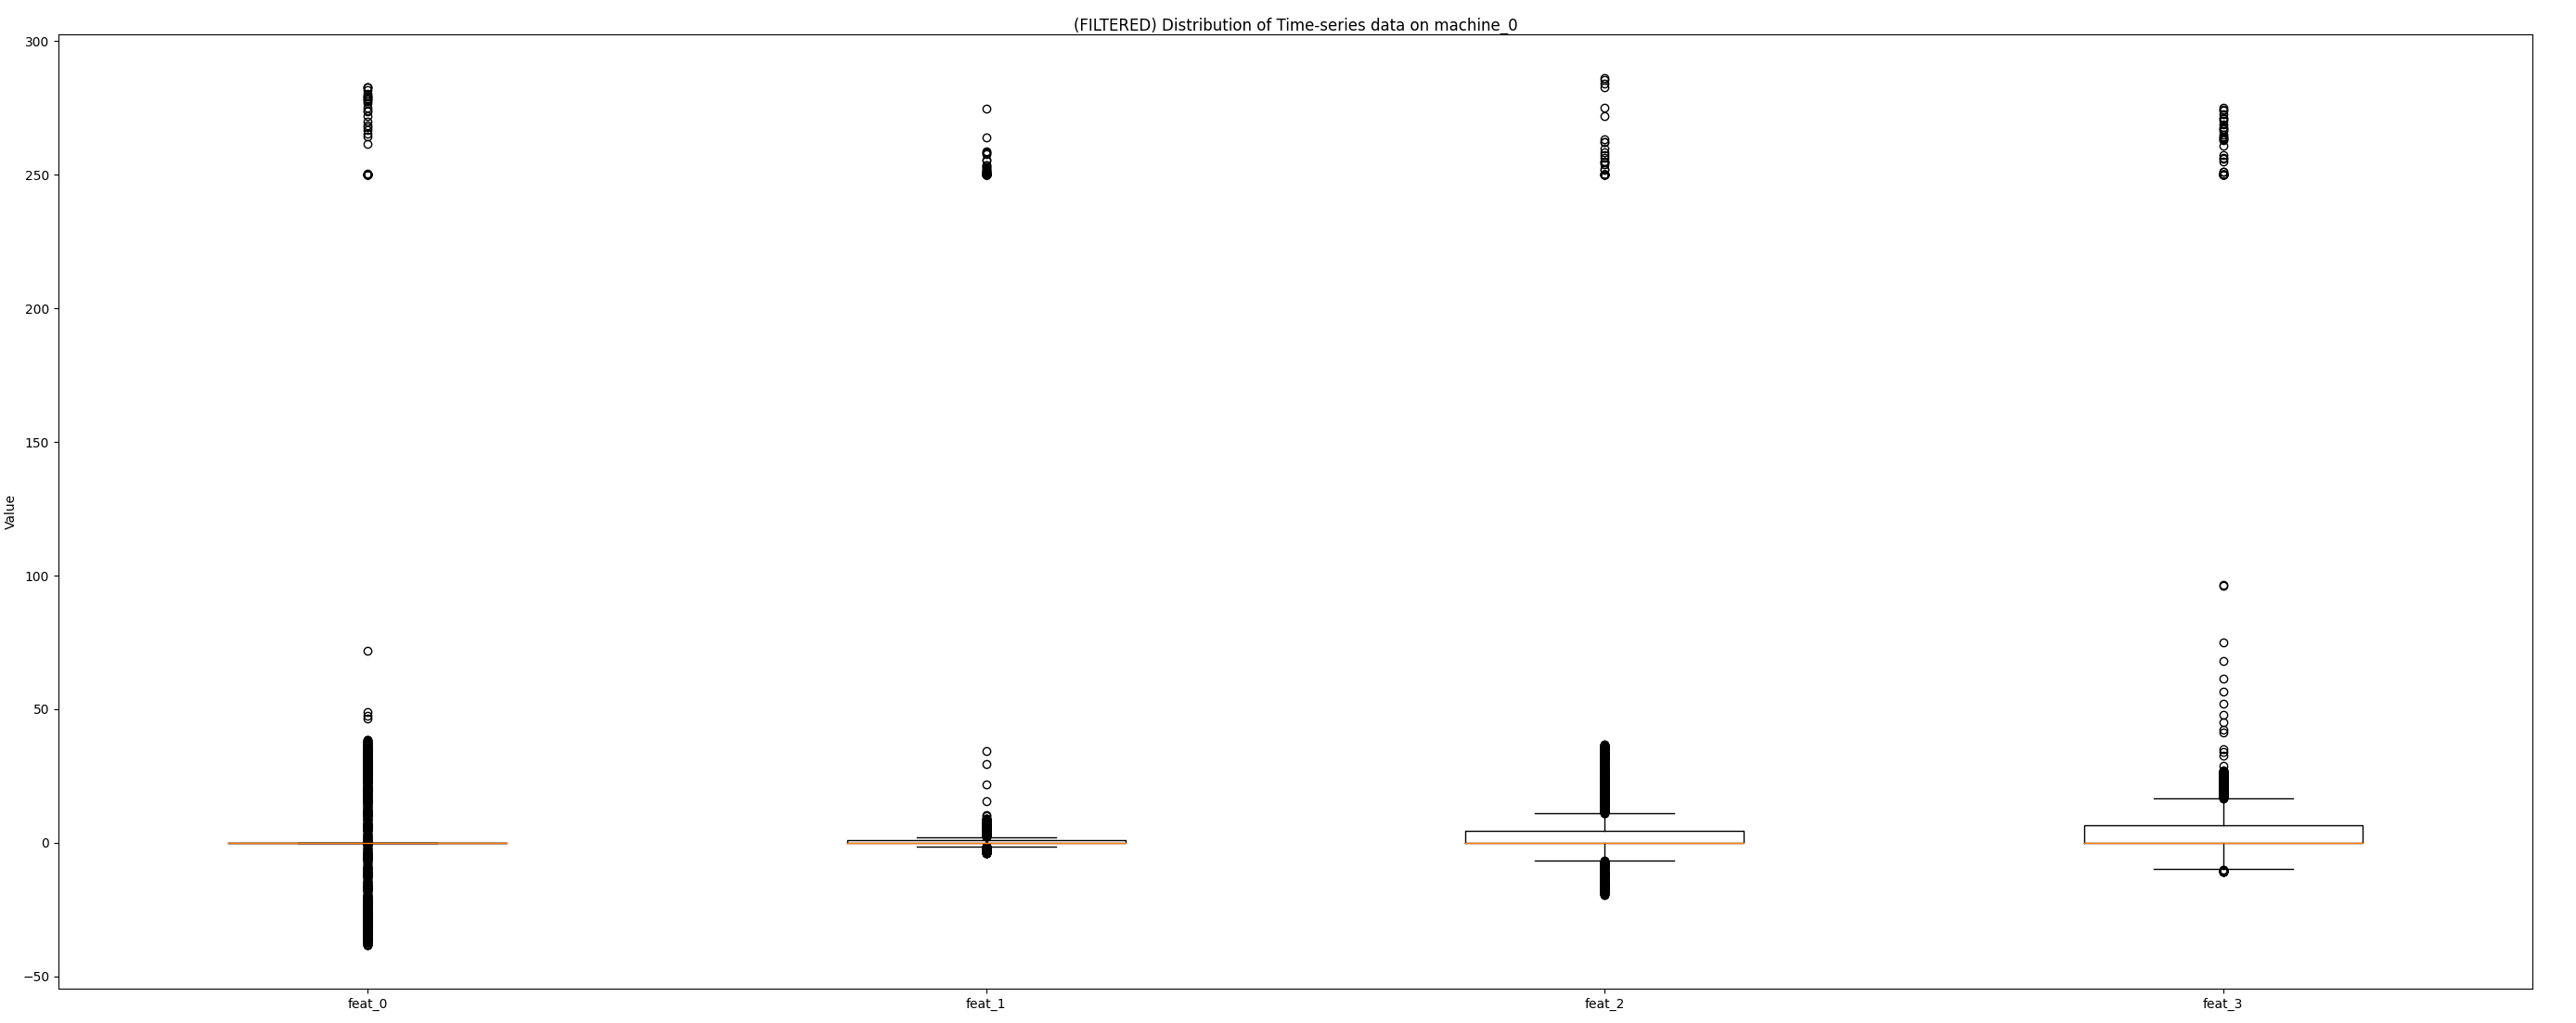 (FILTERED) Distribution of Time-series data on machine_0
300
250
200
150
100
50
0
−50
Value
feat_0 feat_1 feat_2 feat_3